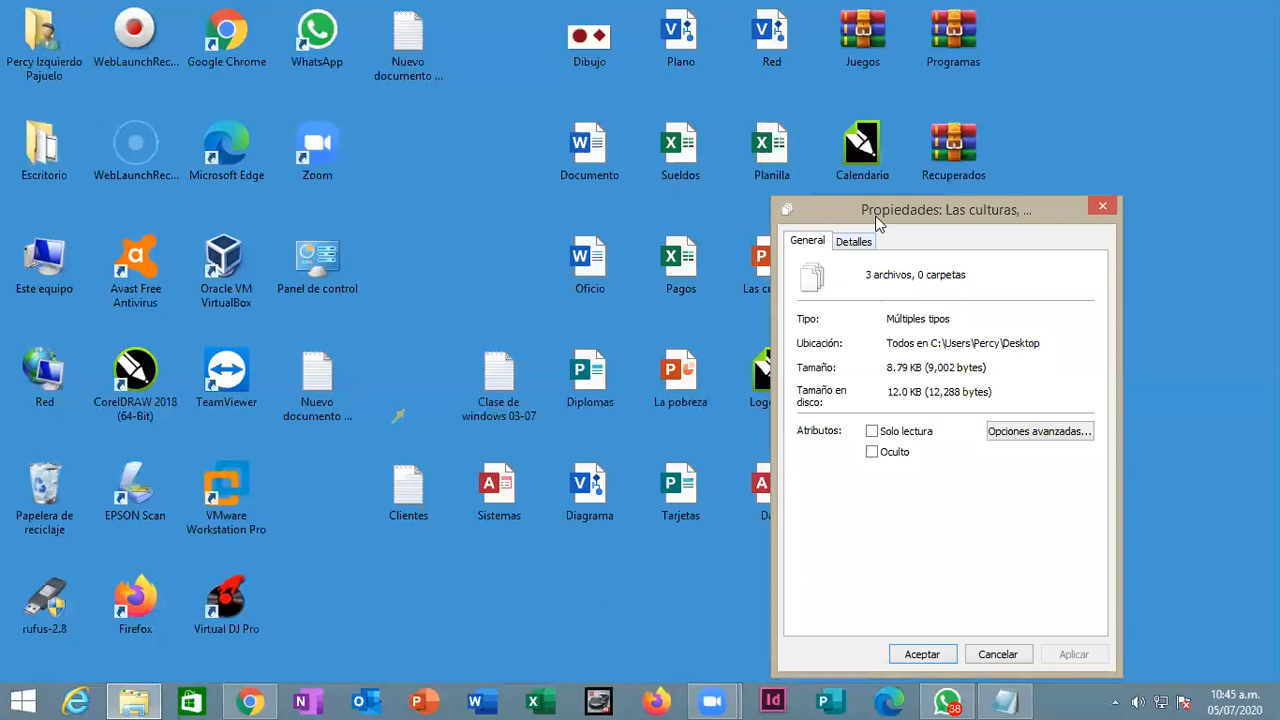 Percy Izquierdo
Pajuelo
WebLaunchRec...
Google Chrome
WhatsApp
Nuevo
documento ...
Dibujo
Plano
Red
Juegos
Programas
Escritorio
WebLaunchRec...
Microsoft Edge
Zoom
Documento
Sueldos
Planilla
Calendario
Recuperados
Este equipo
Avast Free
Antivirus
Oracle VM
VirtualBox
Panel de control
Oficio
Pagos
Las cu
Red
CorelDRAW 2018
(64-Bit)
TeamViewer
Nuevo
documento ...
Clase de
windows 03-07
Diplomas
La pobreza
Logo
Papelera de
reciclaje
EPSON Scan
VMware
Workstation Pro
Clientes
Sistemas
Diagrama
Tarjetas
Da
rufus-2.8
Firefox
Virtual DJ Pro
Propiedades: Las culturas, ...
General
Detalles
3 archivos, 0 carpetas
Tipo:
Múltiples tipos
Ubicación:
Todos en C:\Users\Percy\Desktop
Tamaño:
8.79 KB (9,002 bytes)
Tamaño en
disco:
12.0 KB (12,288 bytes)
Atributos:
Solo lectura
Opciones avanzadas...
Oculto
Aceptar
Cancelar
Aplicar
38
10:45 a.m.
05/07/2020